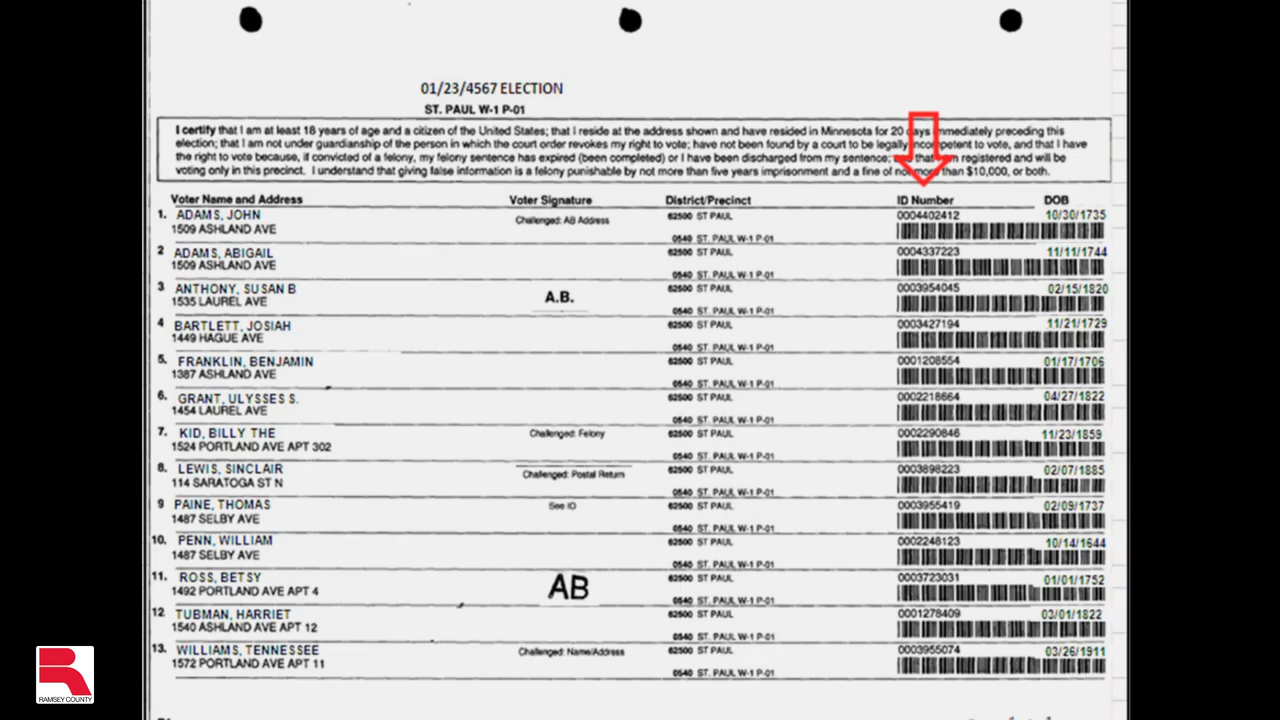 01/23/4567 ELECTION
ST. PAUL W-1 P-01
I certify that I am at least 18 years of age and a citizen of the United States; that I reside at the address shown and have resided in Minnesota for 20 days immediately preceding this
election; that I am not under guardianship of the person in which the court order revokes my right to vote; have not been found by a court to be legally incompetent to vote, and that I have
the right to vote because, if convicted of a felony, my felony sentence has expired (been completed) or I have been discharged from my sentence; and that I am registered and will be
voting only in this precinct. I understand that giving false information is a felony punishable by not more than five years imprisonment and a fine of not more than $10,000, or both.
Voter Name and Address Voter Signature District/Precinct ID Number DOB
1. ADAMS, JOHN 62500 ST PAUL 0004402412 10/30/1735
1509 ASHLAND AVE Challenged: AB Address
0540 ST. PAUL W-1 P-01
2 ADAMS, ABIGAIL 62500 ST PAUL 0004337223 11/11/1744
1509 ASHLAND AVE
0540 ST. PAUL W-1 P-01
3 ANTHONY, SUSAN B 62500 ST PAUL 0003954045 02/15/1820
1535 LAUREL AVE A.B.
0540 ST. PAUL W-1 P-01
4 BARTLETT, JOSIAH 62500 ST PAUL 0003427194 11/21/1729
1449 HAGUE AVE
0540 ST. PAUL W-1 P-01
5. FRANKLIN, BENJAMIN 62500 ST PAUL 0001208554 01/17/1706
1387 ASHLAND AVE
0540 ST. PAUL W-1 P-01
6. GRANT, ULYSSES S. 62500 ST PAUL 0002218664 04/27/1822
1454 LAUREL AVE
0540 ST. PAUL W-1 P-01
7. KID, BILLY THE Challenged: Felony 62500 ST PAUL 0002290846 11/23/1859
1524 PORTLAND AVE APT 302
0540 ST. PAUL W-1 P-01
8. LEWIS, SINCLAIR Challenged: Postal Return 62500 ST PAUL 0003898223 02/07/1885
114 SARATOGA ST N
0540 ST. PAUL W-1 P-01
9 PAINE, THOMAS See ID 62500 ST PAUL 0003955419 02/09/1737
1487 SELBY AVE
0540 ST. PAUL W-1 P-01
10. PENN, WILLIAM 62500 ST PAUL 0002248123 10/14/1644
1487 SELBY AVE
0540 ST. PAUL W-1 P-01
11. ROSS, BETSY AB 62500 ST PAUL 0003723031 01/01/1752
1492 PORTLAND AVE APT 4
0540 ST. PAUL W-1 P-01
12 TUBMAN, HARRIET 62500 ST PAUL 0001278409 03/01/1822
1540 ASHLAND AVE APT 12
0540 ST. PAUL W-1 P-01
13. WILLIAMS, TENNESSEE Challenged: Name/Address 62500 ST PAUL 0003955074 03/26/1911
1572 PORTLAND AVE APT 11
0540 ST. PAUL W-1 P-01
RAMSEY COUNTY